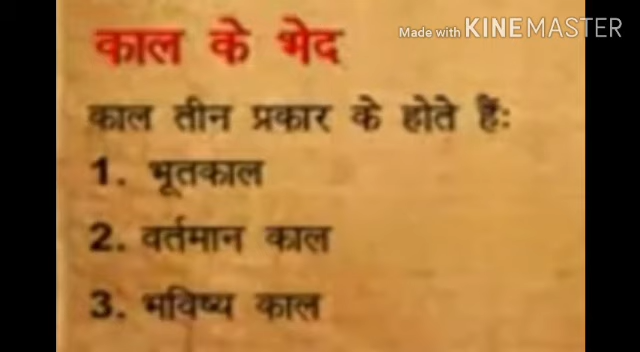 काल के भेद
Made with KINEMASTER
काल तीन प्रकार के होते हैं:
1. भूतकाल
2. वर्तमान काल
3. भविष्य काल